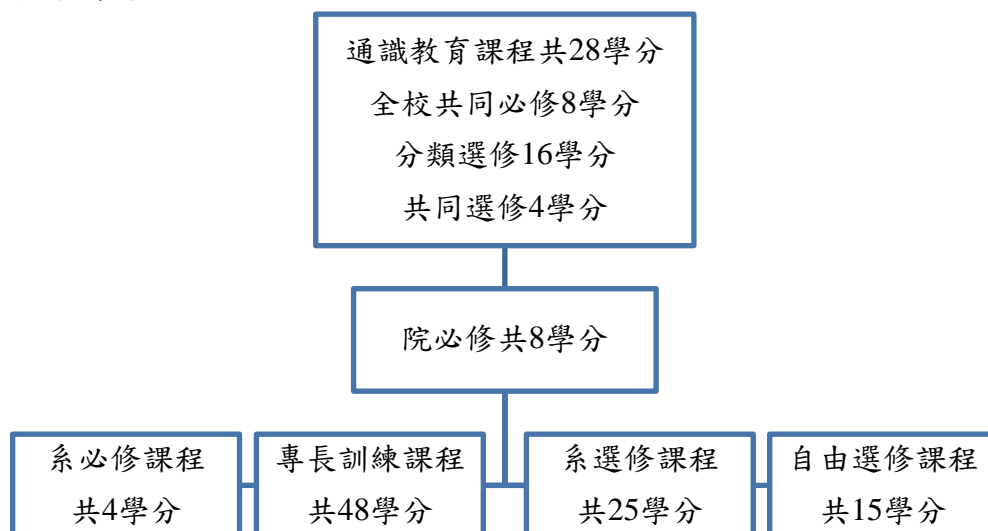 通識教育課程共28學分
全校共同必修8學分
分類選修16學分
共同選修4學分
院必修共8學分
系必修課程
共4學分
專長訓練課程
共48學分
系選修課程
共25學分
自由選修課程
共15學分